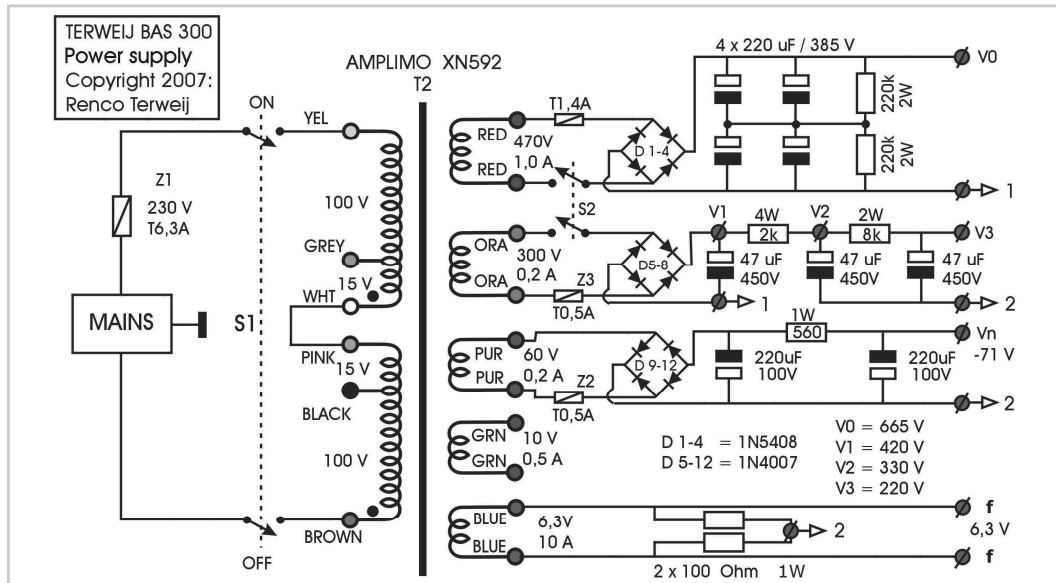 TERWEIJ BAS 300
Power supply
Copyright 2007:
Renco Terweij
AMPLIMO XN592
T2
4 x 220 uF / 385 V
V0
ON
YEL
T1,4A
RED
470V
RED
1,0 A
D 1-4
220k
2W
220k
2W
1
Z1
230 V
T6,3A
100 V
S2
GREY
15 V
WHT
ORA
300 V
ORA
0,2 A
Z3
T0,5A
D5-8
V1
4W
2k
V2
2W
8k
V3
47 uF
450V
47 uF
450V
47 uF
450V
1
2
MAINS
S1
PINK
15 V
BLACK
100 V
PUR
60 V
PUR
0,2 A
Z2
T0,5A
D 9-12
1W
560
Vn
-71 V
220uF
100V
220uF
100V
2
GRN
10 V
GRN
0,5 A
D 1-4 = 1N5408
D 5-12 = 1N4007
V0 = 665 V
V1 = 420 V
V2 = 330 V
V3 = 220 V
BROWN
OFF
BLUE
6,3V
BLUE
10 A
2
f
6,3 V
f
2 x 100 Ohm 1W